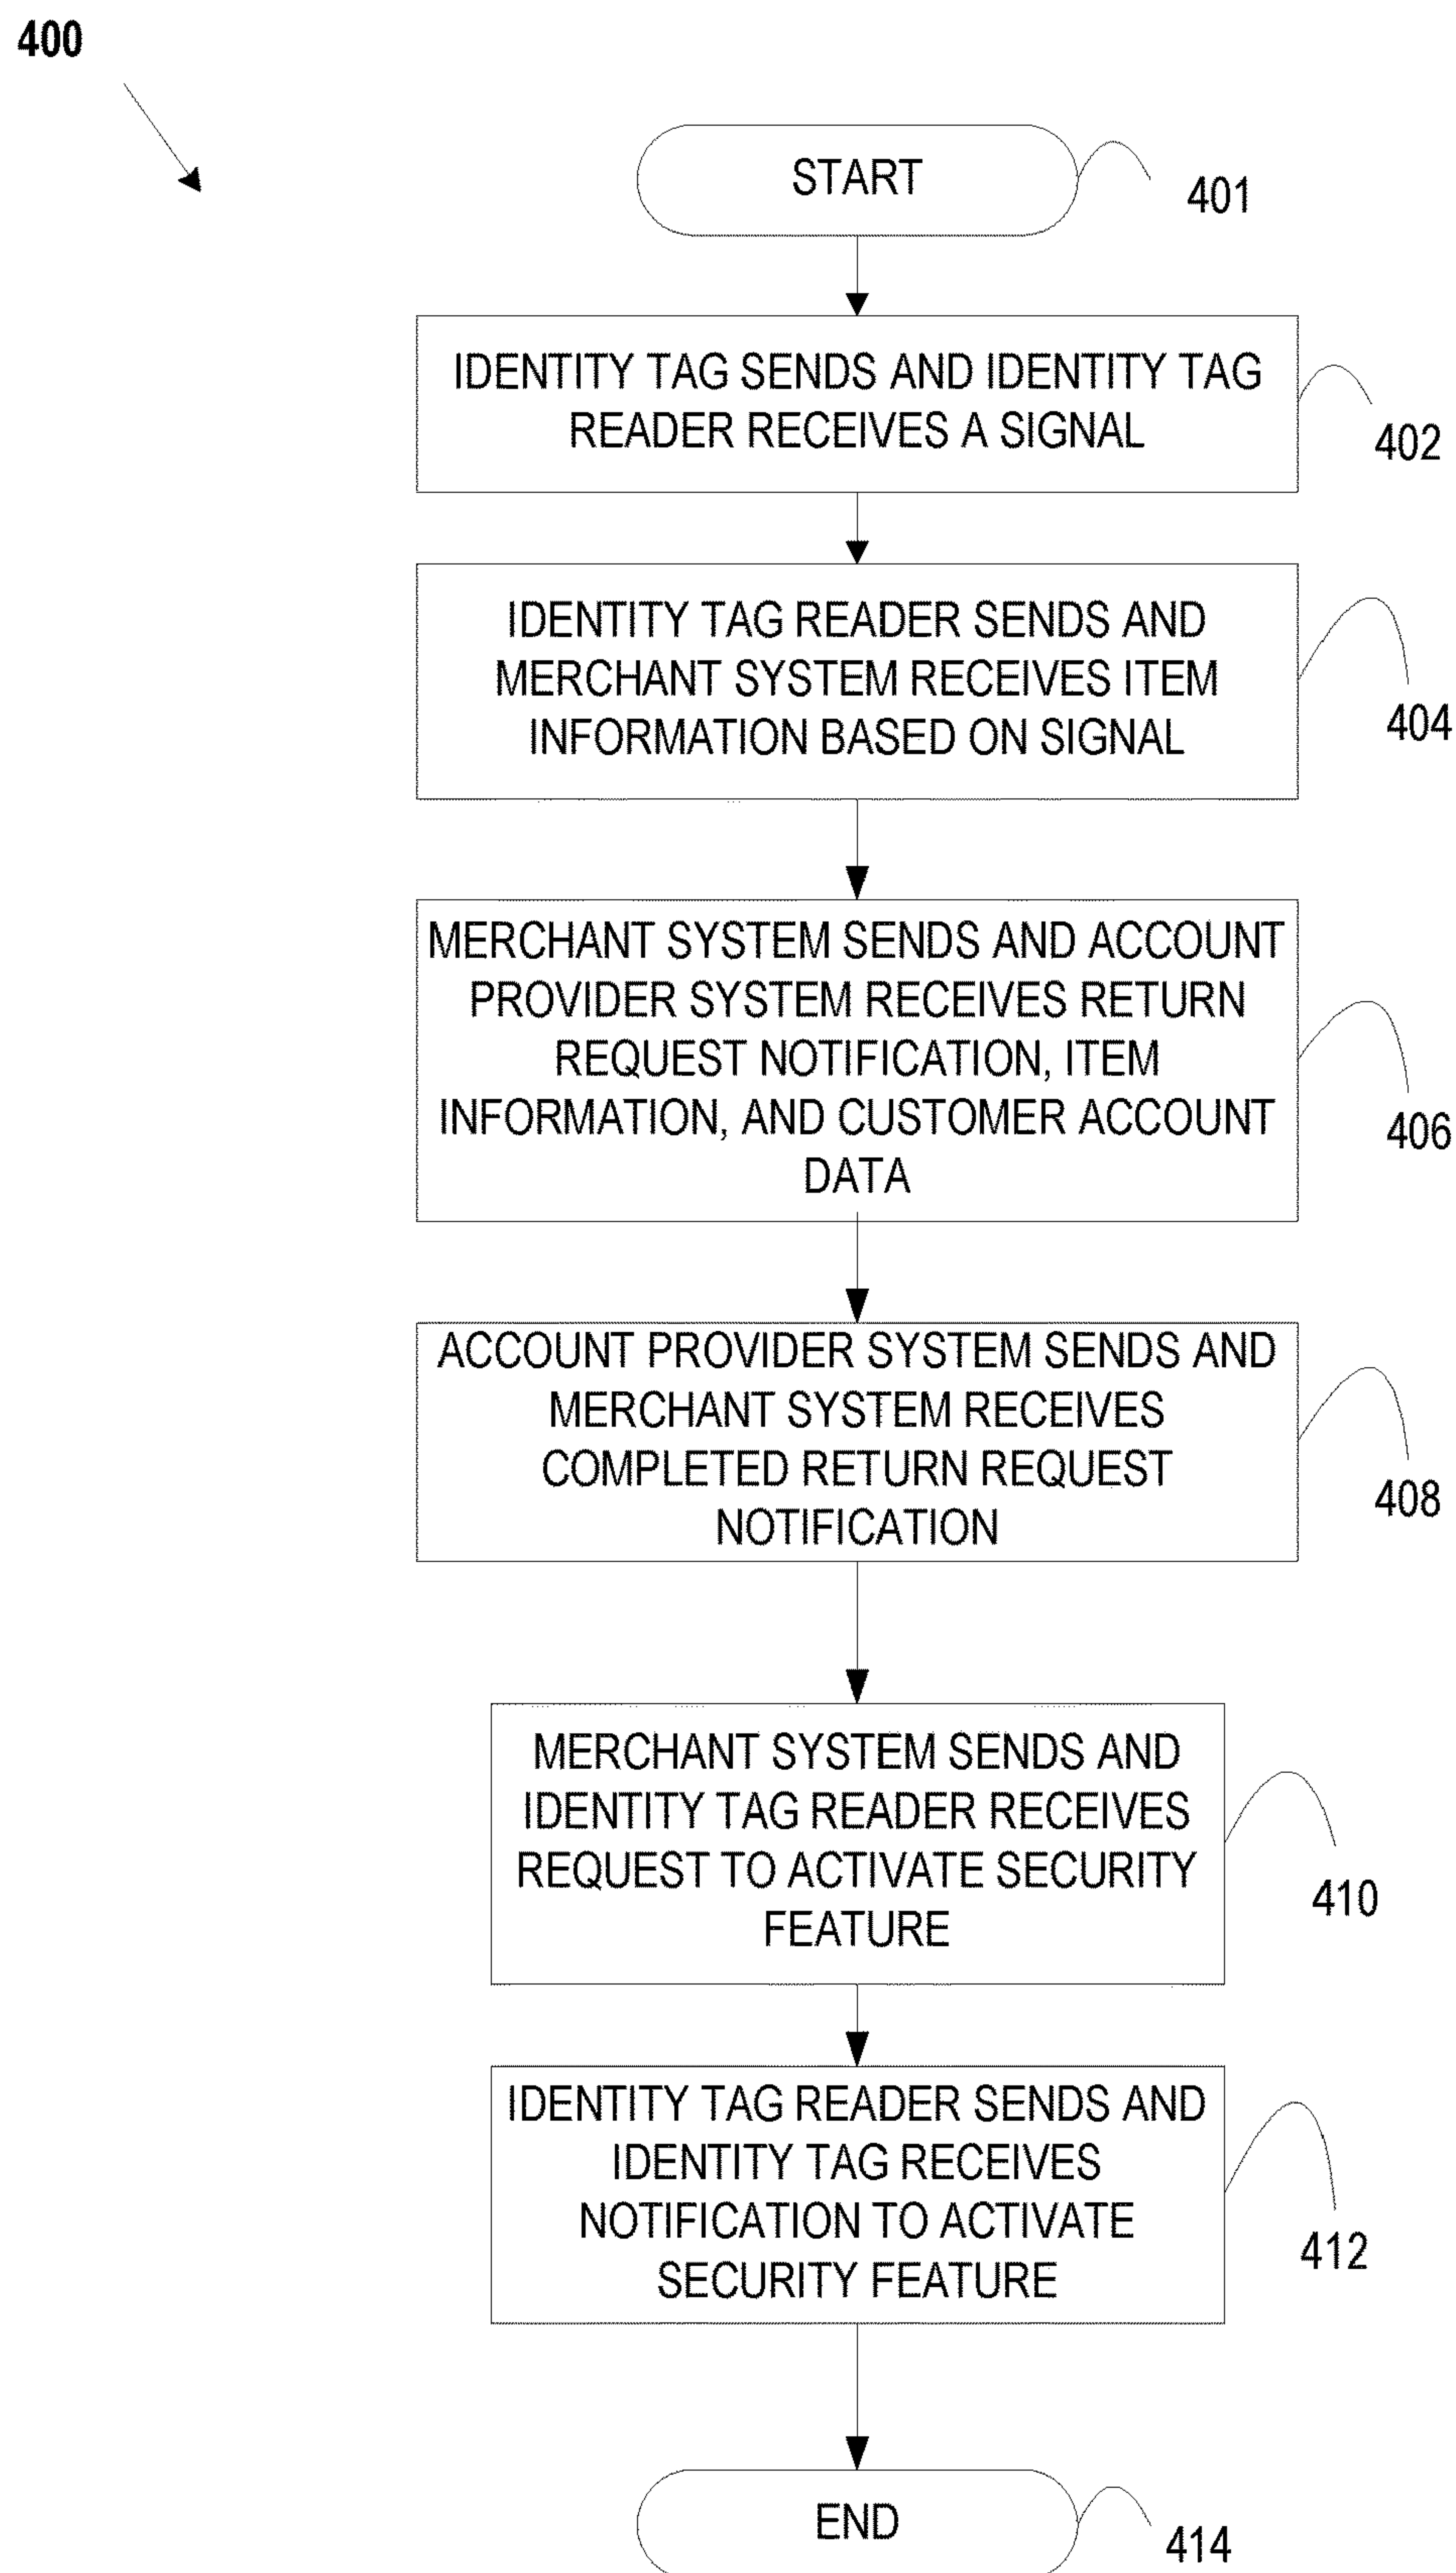 400
START
401
IDENTITY TAG SENDS AND IDENTITY TAG
READER RECEIVES A SIGNAL
402
IDENTITY TAG READER SENDS AND
MERCHANT SYSTEM RECEIVES ITEM
INFORMATION BASED ON SIGNAL
404
MERCHANT SYSTEM SENDS AND ACCOUNT
PROVIDER SYSTEM RECEIVES RETURN
REQUEST NOTIFICATION, ITEM
INFORMATION, AND CUSTOMER ACCOUNT
DATA
406
ACCOUNT PROVIDER SYSTEM SENDS AND
MERCHANT SYSTEM RECEIVES
COMPLETED RETURN REQUEST
NOTIFICATION
408
MERCHANT SYSTEM SENDS AND
IDENTITY TAG READER RECEIVES
REQUEST TO ACTIVATE SECURITY
FEATURE
410
IDENTITY TAG READER SENDS AND
IDENTITY TAG RECEIVES
NOTIFICATION TO ACTIVATE
SECURITY FEATURE
412
END
414